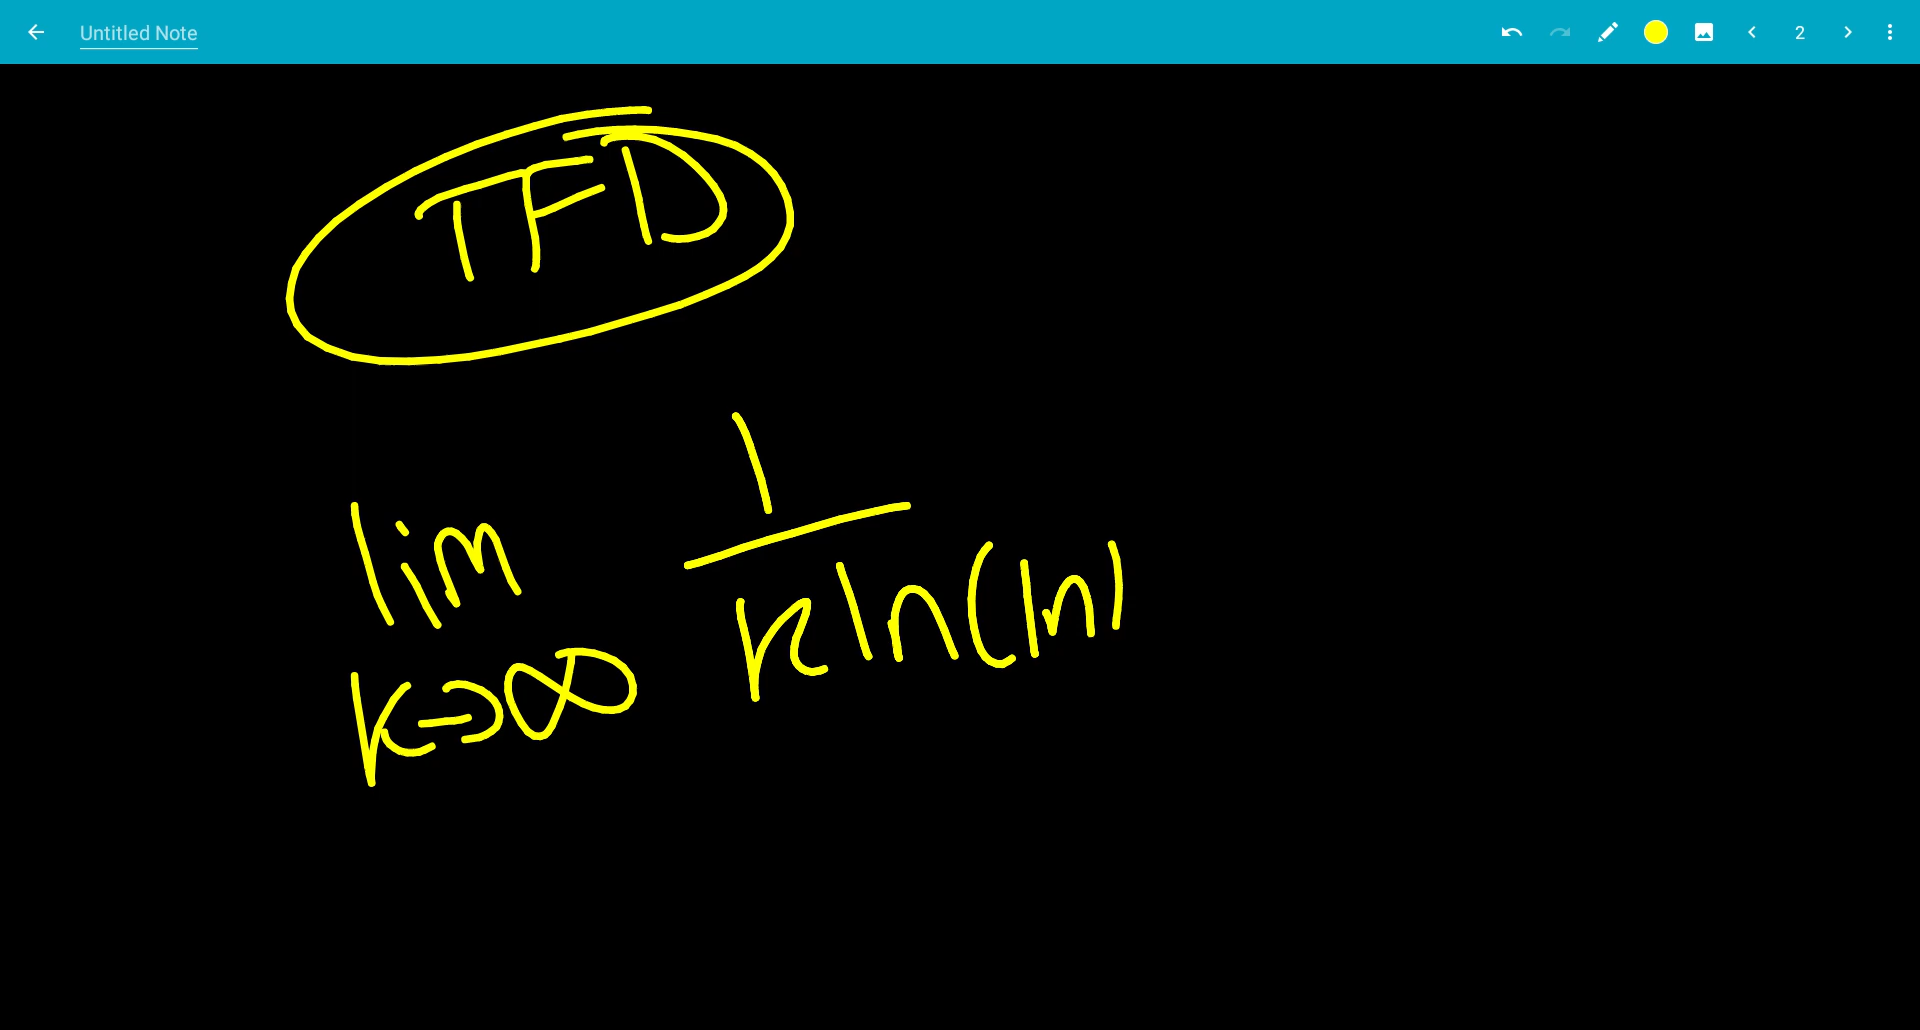 Untitled Note
2
TFD
lim 1
k→∞ kln(ln)